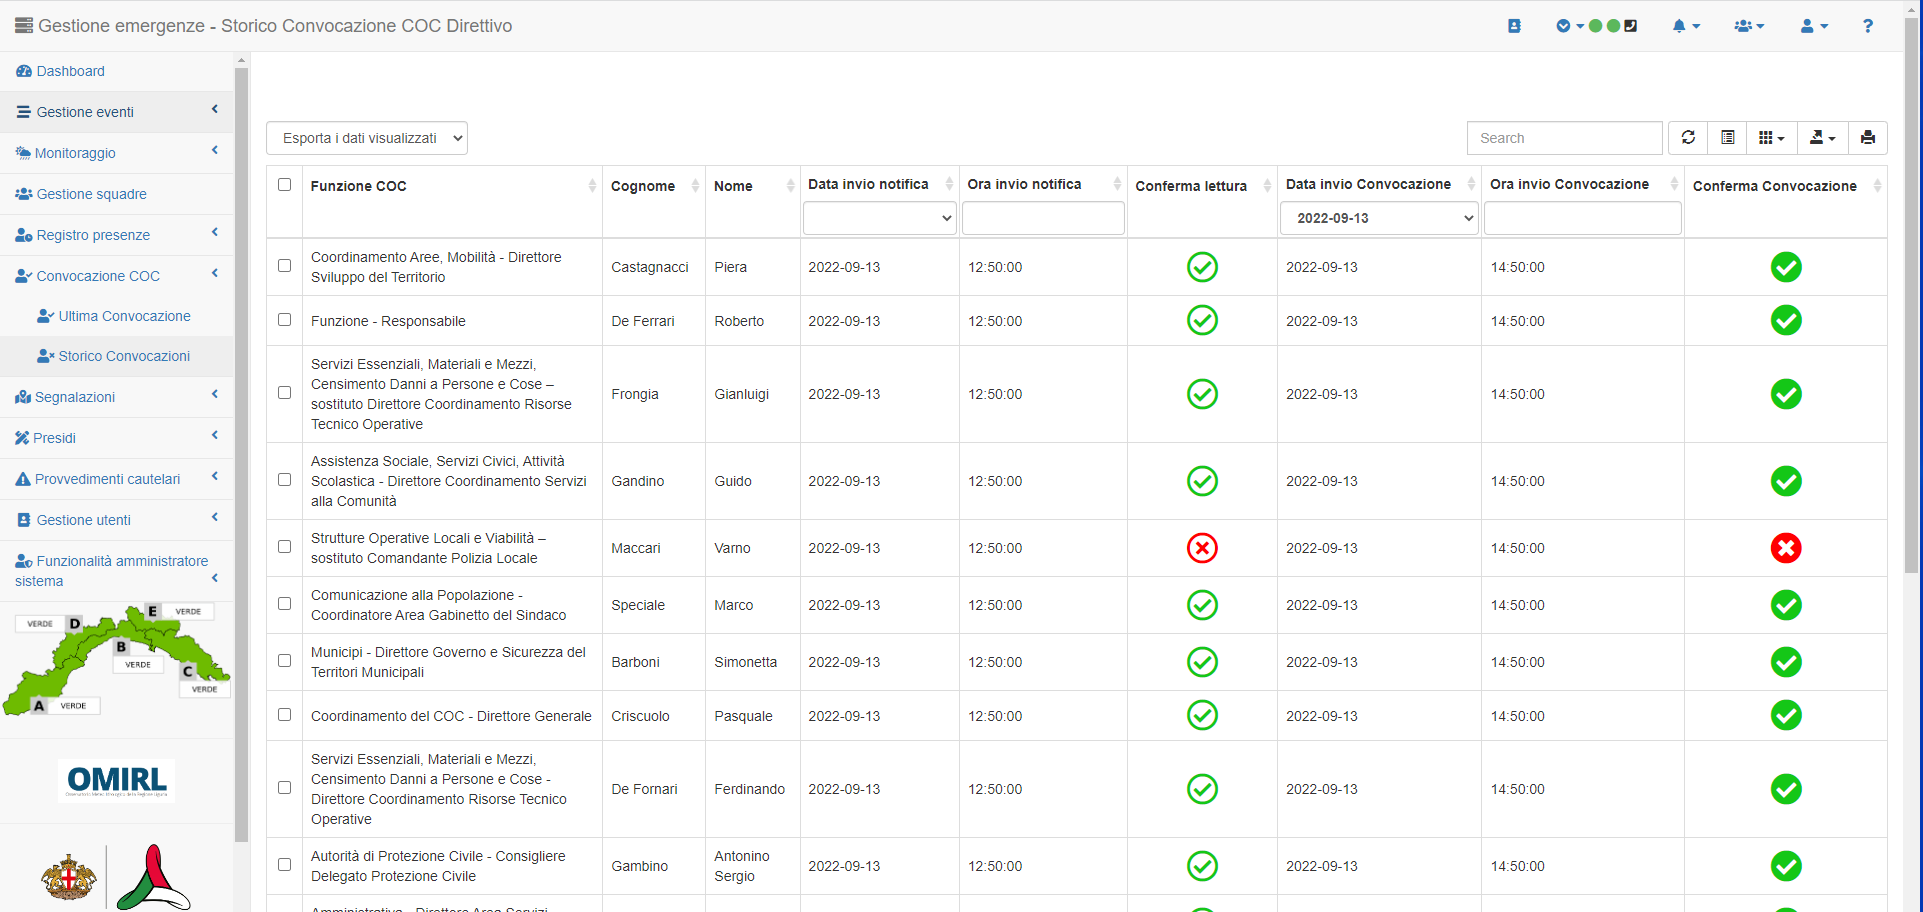 Gestione emergenze - Storico Convocazione COC Direttivo
?
Dashboard
Gestione eventi
Monitoraggio
Gestione squadre
Registro presenze
Convocazione COC
Ultima Convocazione
Storico Convocazioni
Segnalazioni
Presidi
Provvedimenti cautelari
Gestione utenti
Funzionalità amministratore
sistema
E VERDE
VERDE D
B
VERDE
C
VERDE
A VERDE
OMIRL
Esporta i dati visualizzati
Search
Funzione COC Cognome Nome Data invio notifica Ora invio notifica Conferma lettura Data invio Convocazione Ora invio Convocazione Conferma Convocazione
2022-09-13
Coordinamento Aree, Mobilità - Direttore
Sviluppo del Territorio
Castagnacci Piera 2022-09-13 12:50:00 2022-09-13 14:50:00
Funzione - Responsabile De Ferrari Roberto 2022-09-13 12:50:00 2022-09-13 14:50:00
Servizi Essenziali, Materiali e Mezzi,
Censimento Danni a Persone e Cose –
sostituto Direttore Coordinamento Risorse
Tecnico Operative
Frongia Gianluigi 2022-09-13 12:50:00 2022-09-13 14:50:00
Assistenza Sociale, Servizi Civici, Attività
Scolastica - Direttore Coordinamento Servizi
alla Comunità
Gandino Guido 2022-09-13 12:50:00 2022-09-13 14:50:00
Strutture Operative Locali e Viabilità –
sostituto Comandante Polizia Locale
Maccari Varno 2022-09-13 12:50:00 2022-09-13 14:50:00
Comunicazione alla Popolazione -
Coordinatore Area Gabinetto del Sindaco
Speciale Marco 2022-09-13 12:50:00 2022-09-13 14:50:00
Municipi - Direttore Governo e Sicurezza del
Territori Municipali
Barboni Simonetta 2022-09-13 12:50:00 2022-09-13 14:50:00
Coordinamento del COC - Direttore Generale Criscuolo Pasquale 2022-09-13 12:50:00 2022-09-13 14:50:00
Servizi Essenziali, Materiali e Mezzi,
Censimento Danni a Persone e Cose -
Direttore Coordinamento Risorse Tecnico
Operative
De Fornari Ferdinando 2022-09-13 12:50:00 2022-09-13 14:50:00
Autorità di Protezione Civile - Consigliere
Delegato Protezione Civile
Gambino Antonino
Sergio
2022-09-13 12:50:00 2022-09-13 14:50:00
Amministrativa - Direttore Area Servizi